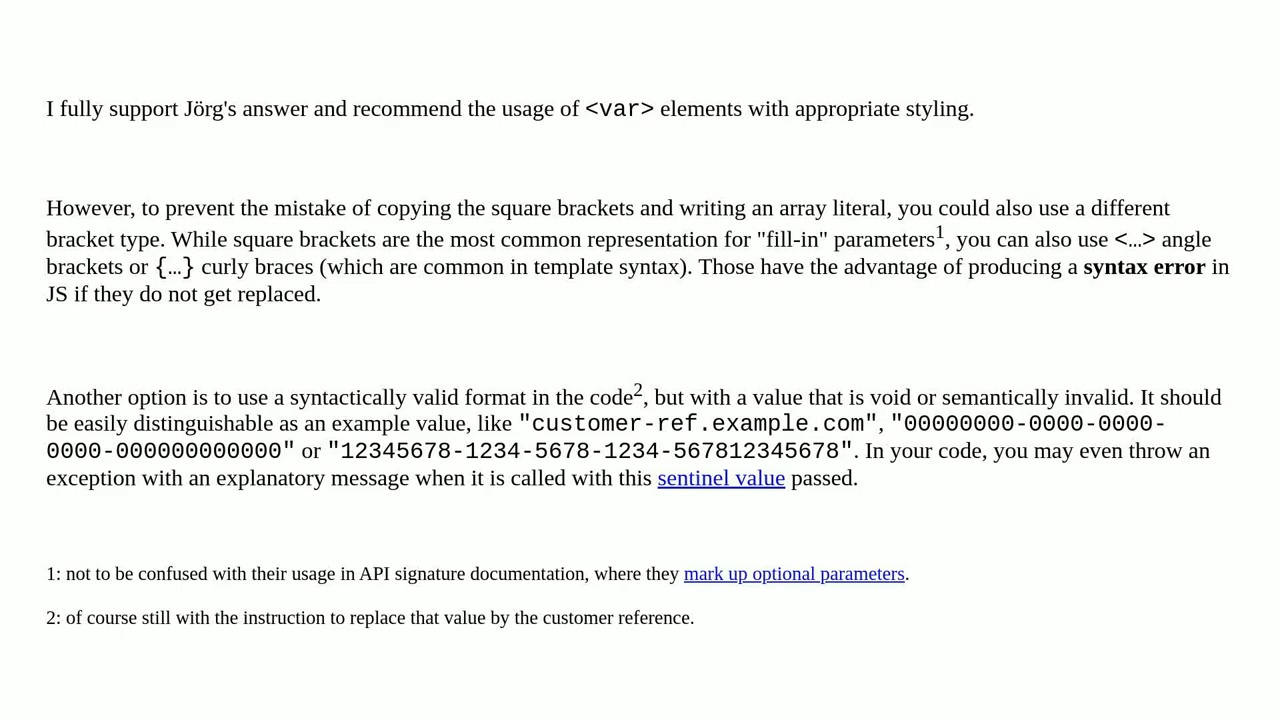 I fully support Jörg's answer and recommend the usage of <var> elements with appropriate styling.
However, to prevent the mistake of copying the square brackets and writing an array literal, you could also use a different
bracket type. While square brackets are the most common representation for "fill-in" parameters1, you can also use <…> angle
brackets or {…} curly braces (which are common in template syntax). Those have the advantage of producing a syntax error in
JS if they do not get replaced.
Another option is to use a syntactically valid format in the code2, but with a value that is void or semantically invalid. It should
be easily distinguishable as an example value, like "customer-ref.example.com", "00000000-0000-0000-
0000-000000000000" or "12345678-1234-5678-1234-567812345678". In your code, you may even throw an
exception with an explanatory message when it is called with this sentinel value passed.
1: not to be confused with their usage in API signature documentation, where they mark up optional parameters.
2: of course still with the instruction to replace that value by the customer reference.